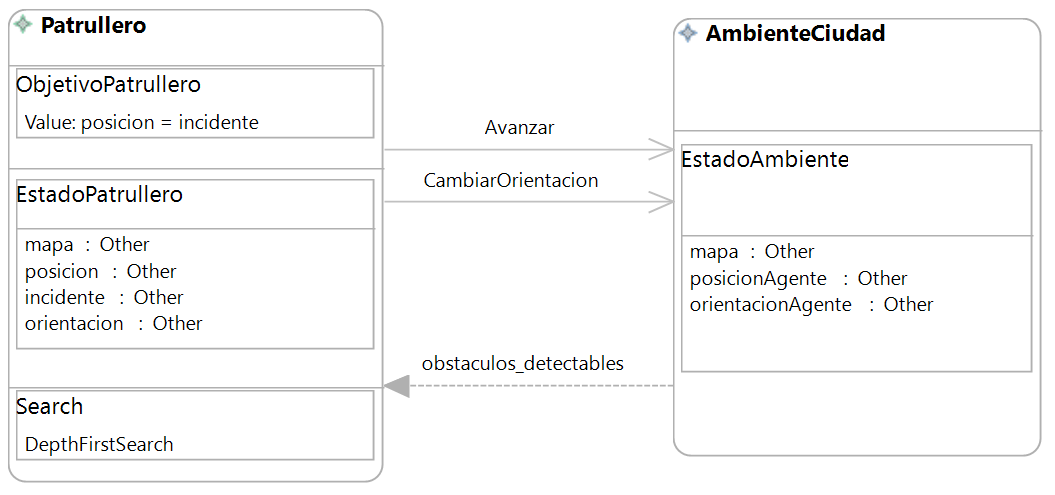 Patrullero
ObjetivoPatrullero
Value: posicion = incidente
EstadoPatrullero
mapa : Other
posicion : Other
incidente : Other
orientacion : Other
Search
DepthFirstSearch
Avanzar
CambiarOrientacion
obstaculos_detectables
AmbienteCiudad
EstadoAmbiente
mapa : Other
posicionAgente : Other
orientacionAgente : Other